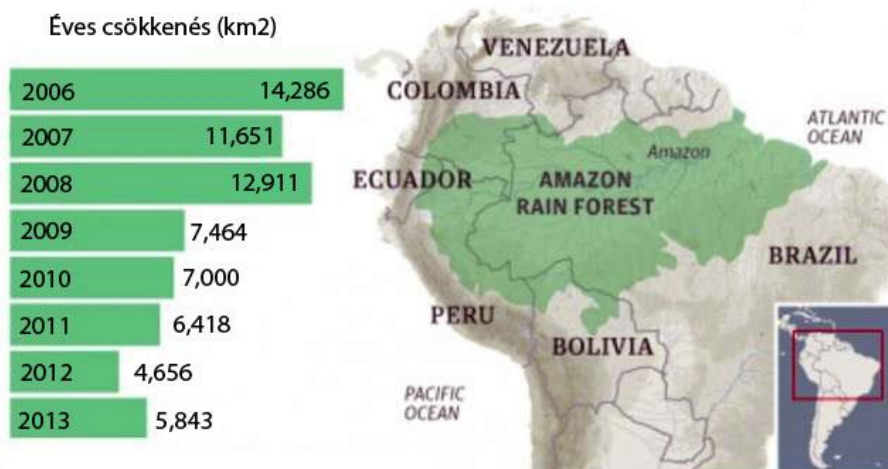 Éves csökkenés (km2)
2006 14,286
2007 11,651
2008 12,911
2009 7,464
2010 7,000
2011 6,418
2012 4,656
2013 5,843
VENEZUELA
COLOMBIA
ATLANTIC
OCEAN
Amazon
ECUADOR
AMAZON
RAIN FOREST
BRAZIL
PERU
BOLIVIA
PACIFIC
OCEAN